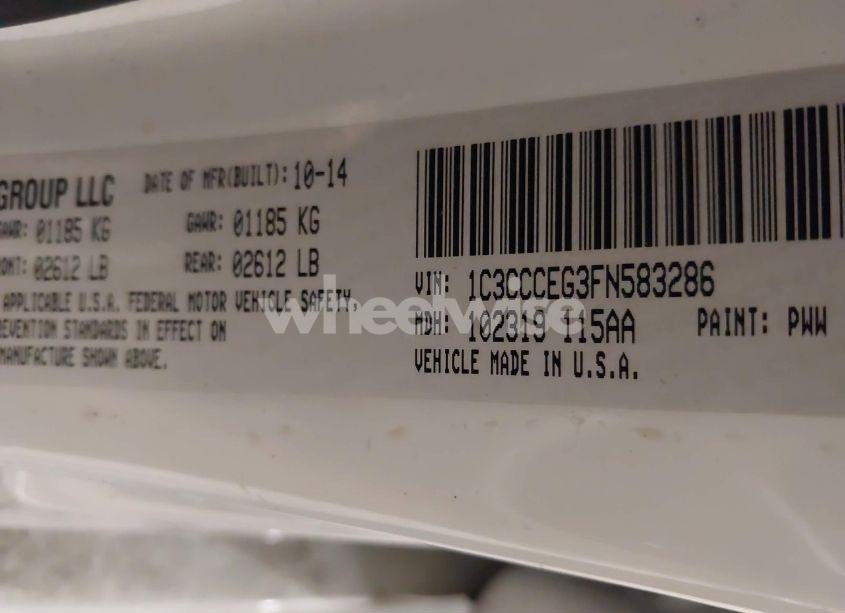 GROUP LLC DATE OF MFR(BUILT): 10-14
GAWR: 01185 KG GAWR: 01185 KG
02612 LB REAR: 02612 LB
APPLICABLE U.S.A. FEDERAL MOTOR VEHICLE SAFETY,
STANDARDS IN EFFECT ON
MANUFACTURE SHOWN ABOVE.
VIN: 1C3CCCEG3FN583286
MDH: 102319 115AA PAINT: PWW
VEHICLE MADE IN U.S.A.
wheelwise